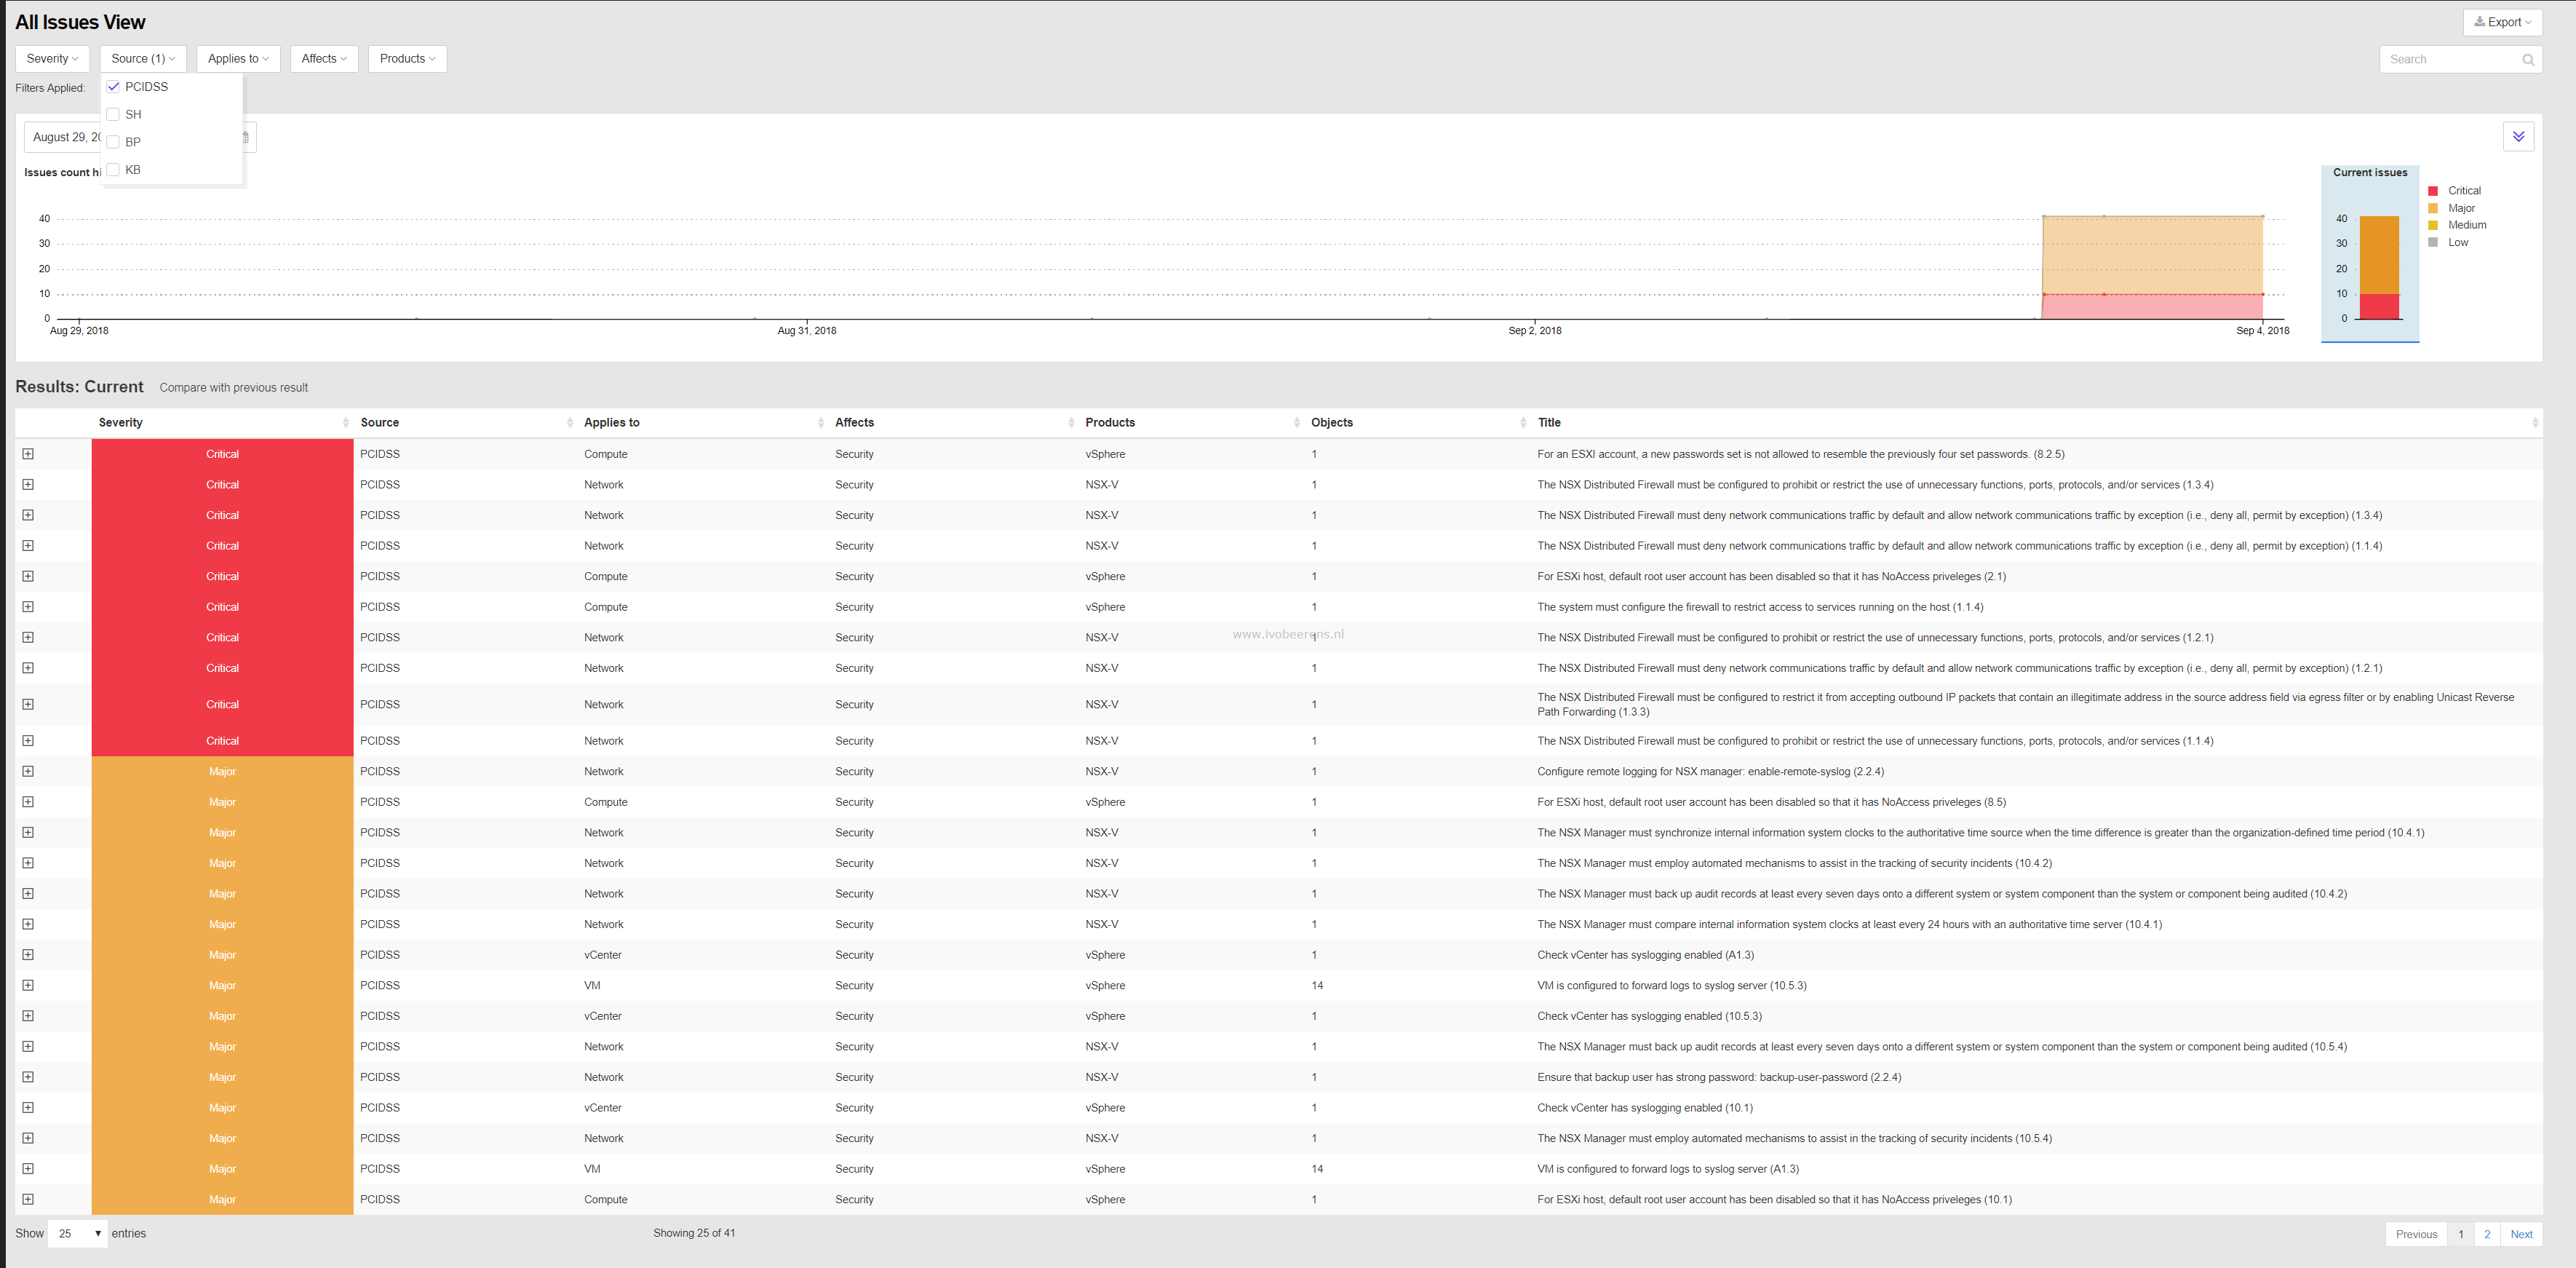 All Issues View
Export
Severity Source (1) Applies to Affects Products
Search
Filters Applied:
PCIDSS
SH
BP
KB
August 29, 20
Issues count hi
40
30
20
10
0
Aug 29, 2018 Aug 31, 2018 Sep 2, 2018 Sep 4, 2018
Current issues
40
30
20
10
0
Critical
Major
Medium
Low
Results: Current Compare with previous result
Severity Source Applies to Affects Products Objects Title
Critical PCIDSS Compute Security vSphere 1 For an ESXI account, a new passwords set is not allowed to resemble the previously four set passwords. (8.2.5)
Critical PCIDSS Network Security NSX-V 1 The NSX Distributed Firewall must be configured to prohibit or restrict the use of unnecessary functions, ports, protocols, and/or services (1.3.4)
Critical PCIDSS Network Security NSX-V 1 The NSX Distributed Firewall must deny network communications traffic by default and allow network communications traffic by exception (i.e., deny all, permit by exception) (1.3.4)
Critical PCIDSS Network Security NSX-V 1 The NSX Distributed Firewall must deny network communications traffic by default and allow network communications traffic by exception (i.e., deny all, permit by exception) (1.1.4)
Critical PCIDSS Compute Security vSphere 1 For ESXi host, default root user account has been disabled so that it has NoAccess priveleges (2.1)
Critical PCIDSS Compute Security vSphere 1 The system must configure the firewall to restrict access to services running on the host (1.1.4)
www.ivobeerens.nl
Critical PCIDSS Network Security NSX-V 1 The NSX Distributed Firewall must be configured to prohibit or restrict the use of unnecessary functions, ports, protocols, and/or services (1.2.1)
Critical PCIDSS Network Security NSX-V 1 The NSX Distributed Firewall must deny network communications traffic by default and allow network communications traffic by exception (i.e., deny all, permit by exception) (1.2.1)
Critical PCIDSS Network Security NSX-V 1 The NSX Distributed Firewall must be configured to restrict it from accepting outbound IP packets that contain an illegitimate address in the source address field via egress filter or by enabling Unicast Reverse
Path Forwarding (1.3.3)
Critical PCIDSS Network Security NSX-V 1 The NSX Distributed Firewall must be configured to prohibit or restrict the use of unnecessary functions, ports, protocols, and/or services (1.1.4)
Major PCIDSS Network Security NSX-V 1 Configure remote logging for NSX manager: enable-remote-syslog (2.2.4)
Major PCIDSS Compute Security vSphere 1 For ESXi host, default root user account has been disabled so that it has NoAccess priveleges (8.5)
Major PCIDSS Network Security NSX-V 1 The NSX Manager must synchronize internal information system clocks to the authoritative time source when the time difference is greater than the organization-defined time period (10.4.1)
Major PCIDSS Network Security NSX-V 1 The NSX Manager must employ automated mechanisms to assist in the tracking of security incidents (10.4.2)
Major PCIDSS Network Security NSX-V 1 The NSX Manager must back up audit records at least every seven days onto a different system or system component than the system or component being audited (10.4.2)
Major PCIDSS Network Security NSX-V 1 The NSX Manager must compare internal information system clocks at least every 24 hours with an authoritative time server (10.4.1)
Major PCIDSS vCenter Security vSphere 1 Check vCenter has syslogging enabled (A1.3)
Major PCIDSS VM Security vSphere 14 VM is configured to forward logs to syslog server (10.5.3)
Major PCIDSS vCenter Security vSphere 1 Check vCenter has syslogging enabled (10.5.3)
Major PCIDSS Network Security NSX-V 1 The NSX Manager must back up audit records at least every seven days onto a different system or system component than the system or component being audited (10.5.4)
Major PCIDSS Network Security NSX-V 1 Ensure that backup user has strong password: backup-user-password (2.2.4)
Major PCIDSS vCenter Security vSphere 1 Check vCenter has syslogging enabled (10.1)
Major PCIDSS Network Security NSX-V 1 The NSX Manager must employ automated mechanisms to assist in the tracking of security incidents (10.5.4)
Major PCIDSS VM Security vSphere 14 VM is configured to forward logs to syslog server (A1.3)
Major PCIDSS Compute Security vSphere 1 For ESXi host, default root user account has been disabled so that it has NoAccess priveleges (10.1)
Show 25 entries Showing 25 of 41 Previous 1 2 Next